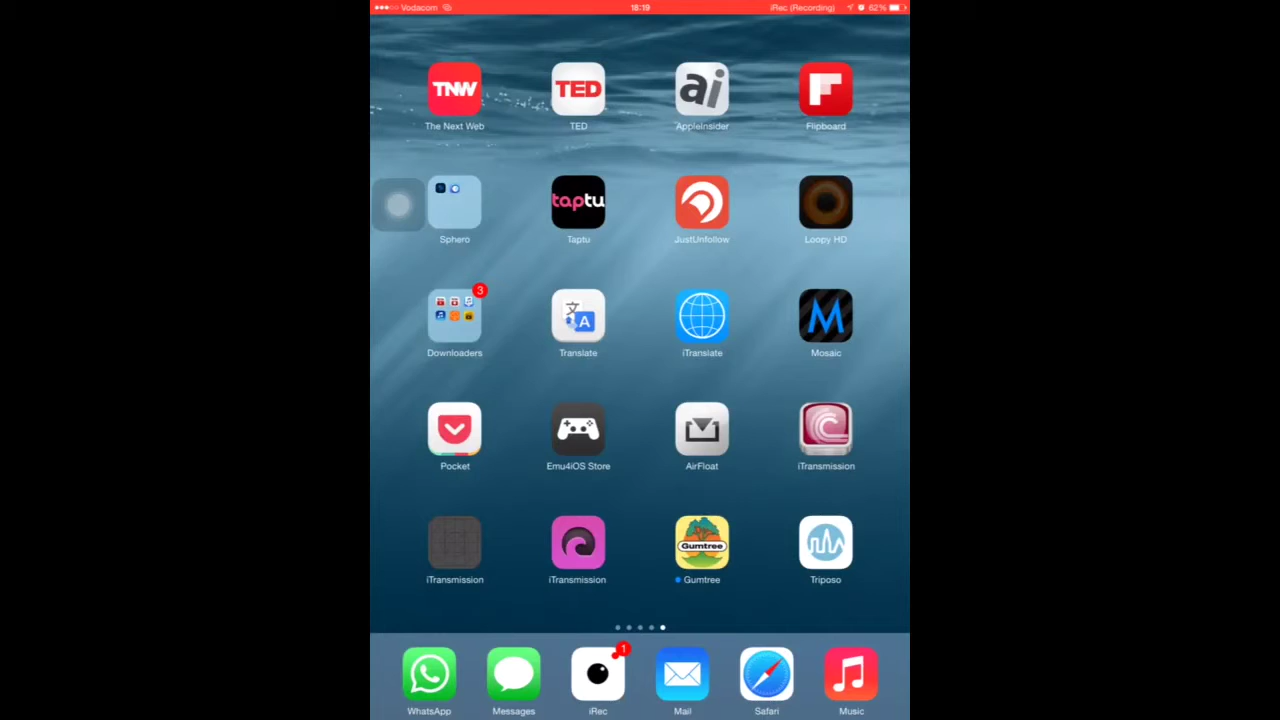 Vodacom 18:19 iRec (Recording) 62%
TNW TED ai
The Next Web TED AppleInsider Flipboard
taptu
Sphero Taptu JustUnfollow Loopy HD
3
文 A M
Downloaders Translate iTranslate Mosaic
Pocket Emu4iOS Store AirFloat iTransmission
Gumtree
iTransmission iTransmission Gumtree Triposo
1
WhatsApp Messages iRec Mail Safari Music